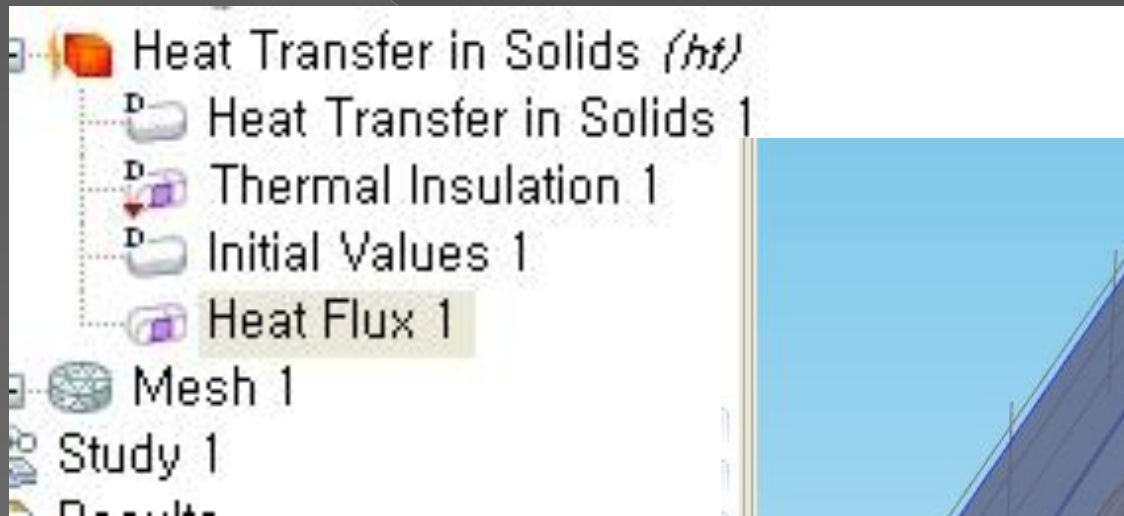 Heat Transfer in Solids (ht)
D Heat Transfer in Solids 1
D Thermal Insulation 1
D Initial Values 1
Heat Flux 1
Mesh 1
Study 1
Results